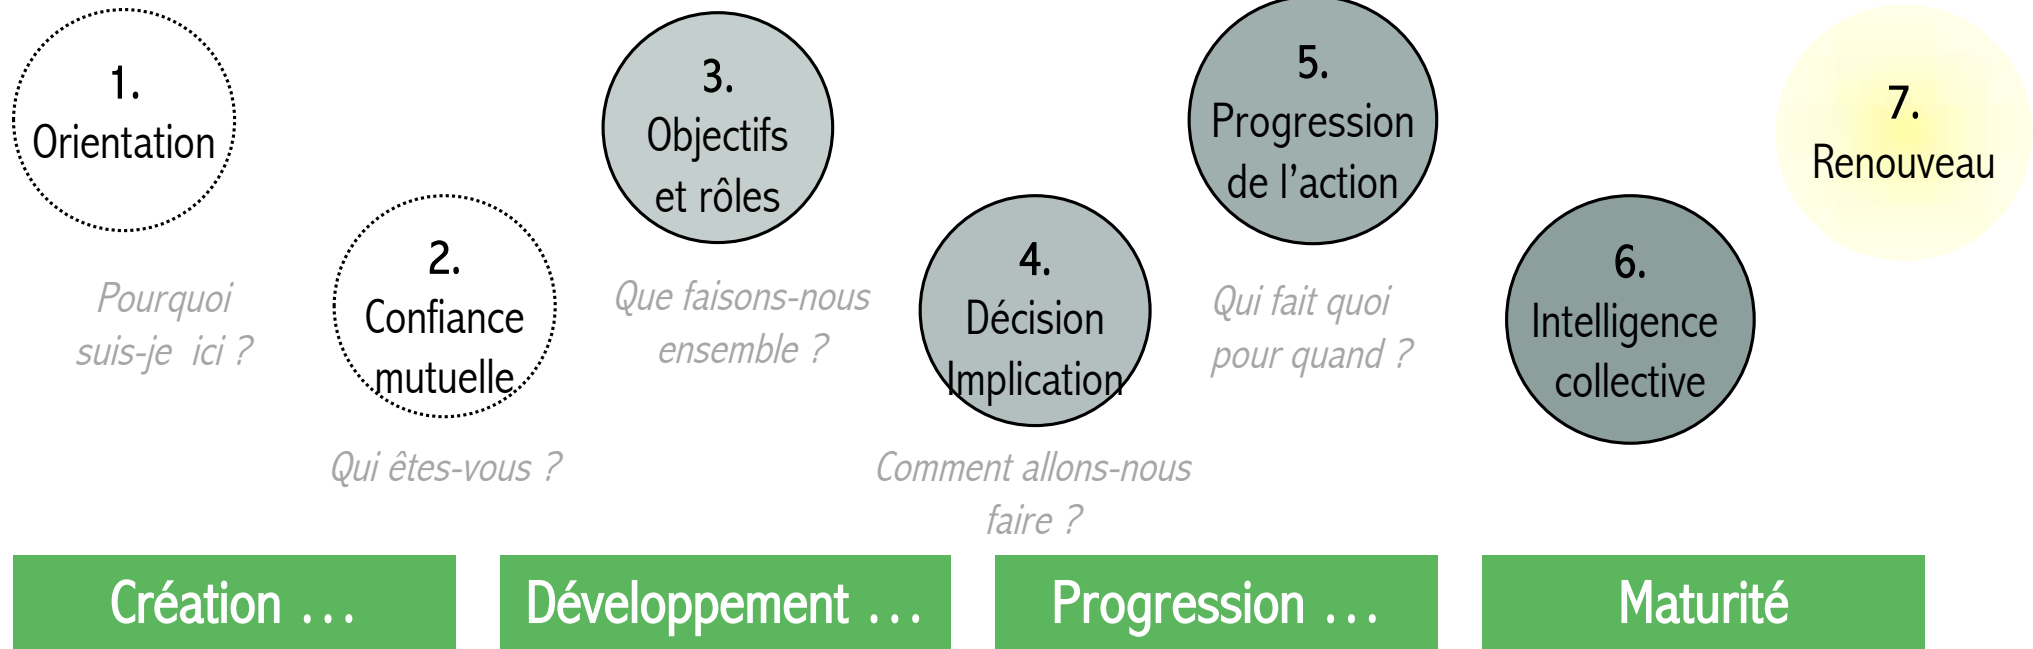 1.
Orientation
Pourquoi
suis-je ici ?
2.
Confiance
mutuelle
Qui êtes-vous ?
3.
Objectifs
et rôles
Que faisons-nous
ensemble ?
4.
Décision
Implication
Comment allons-nous
faire ?
5.
Progression
de l’action
Qui fait quoi
pour quand ?
6.
Intelligence
collective
7.
Renouveau
Création …
Développement …
Progression …
Maturité